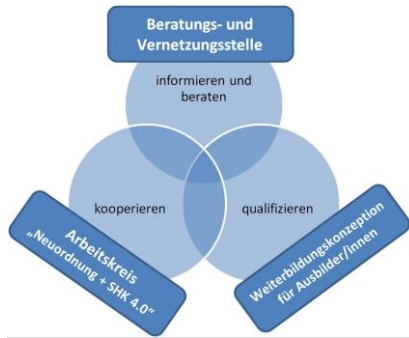 Beratungs- und
Vernetzungsstelle
informieren und
beraten
kooperieren
qualifizieren
Arbeitskreis
„Neuordnung + SHK 4.0“
Weiterbildungskonzeption
für Ausbilder/innen